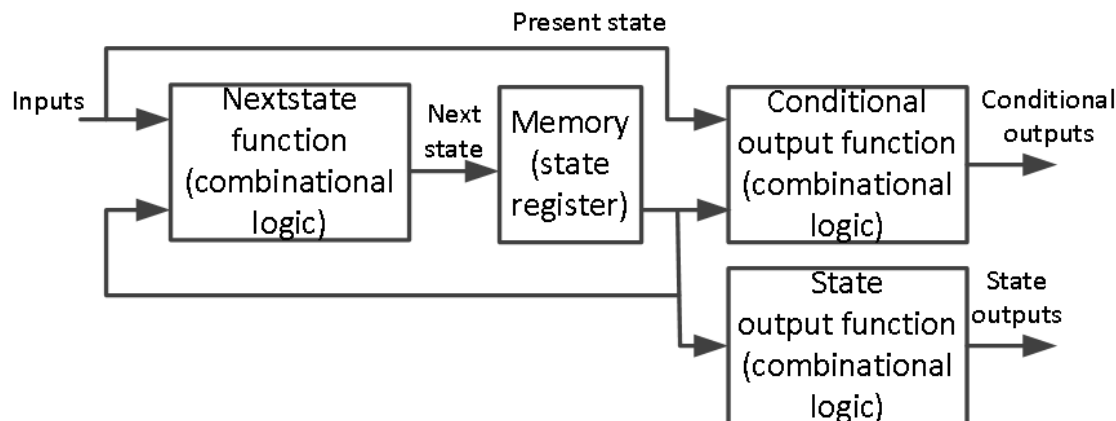 Present state
Inputs
Nextstate
function
(combinational
logic)
Next
state
Memory
(state
register)
Conditional
output function
(combinational
logic)
Conditional
outputs
State
output function
(combinational
logic)
State
outputs